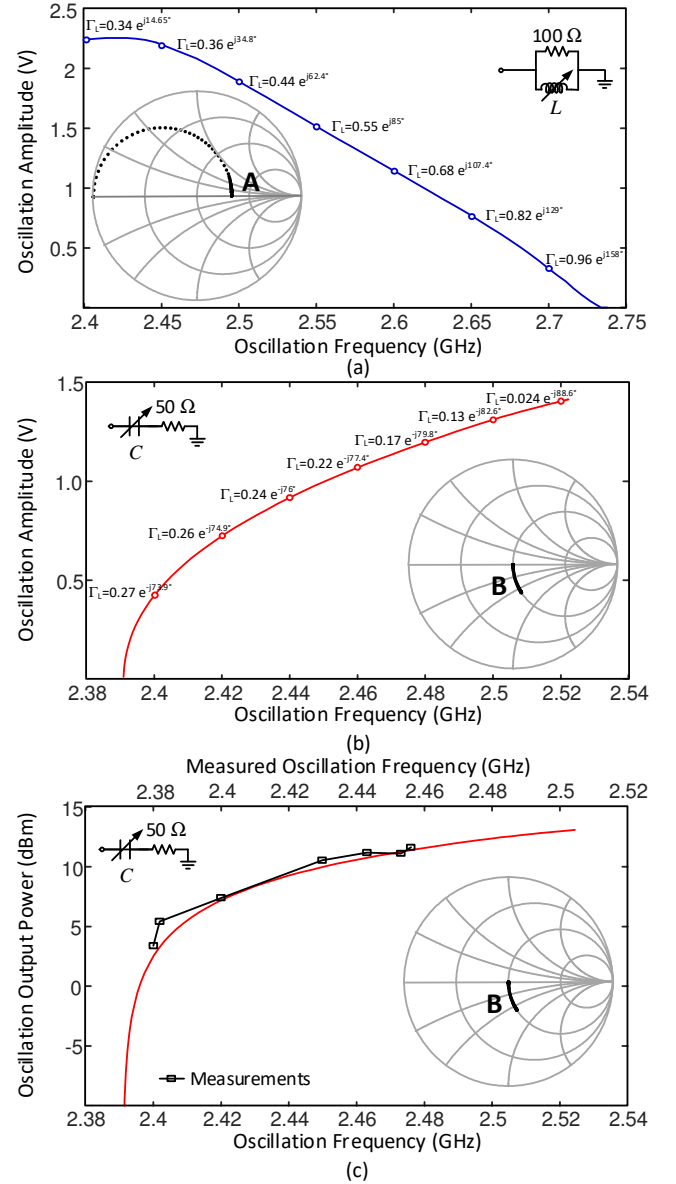 2.5
ΓL=0.34 e^j14.65°
ΓL=0.36 e^j34.8°
100 Ω
L
2
ΓL=0.44 e^j62.4°
1.5
ΓL=0.55 e^j85°
A
1
ΓL=0.68 e^j107.4°
ΓL=0.82 e^j129°
0.5
ΓL=0.96 e^j158°
Oscillation Amplitude (V)
2.4 2.45 2.5 2.55 2.6 2.65 2.7 2.75
Oscillation Frequency (GHz)
(a)
1.5
50 Ω
C
ΓL=0.024 e^-j88.6°
ΓL=0.13 e^-j82.6°
ΓL=0.17 e^-j79.8°
ΓL=0.22 e^-j77.4°
1.0
ΓL=0.24 e^-j76°
ΓL=0.26 e^-j74.9°
B
0.5
ΓL=0.27 e^-j73.9°
Oscillation Amplitude (V)
2.38 2.4 2.42 2.44 2.46 2.48 2.5 2.52 2.54
Oscillation Frequency (GHz)
(b)
Measured Oscillation Frequency (GHz)
2.38 2.4 2.42 2.44 2.46 2.48 2.5 2.52
15
50 Ω
C
10
5
0
B
-5
Measurements
Oscillation Output Power (dBm)
2.38 2.4 2.42 2.44 2.46 2.48 2.5 2.52 2.54
Oscillation Frequency (GHz)
(c)